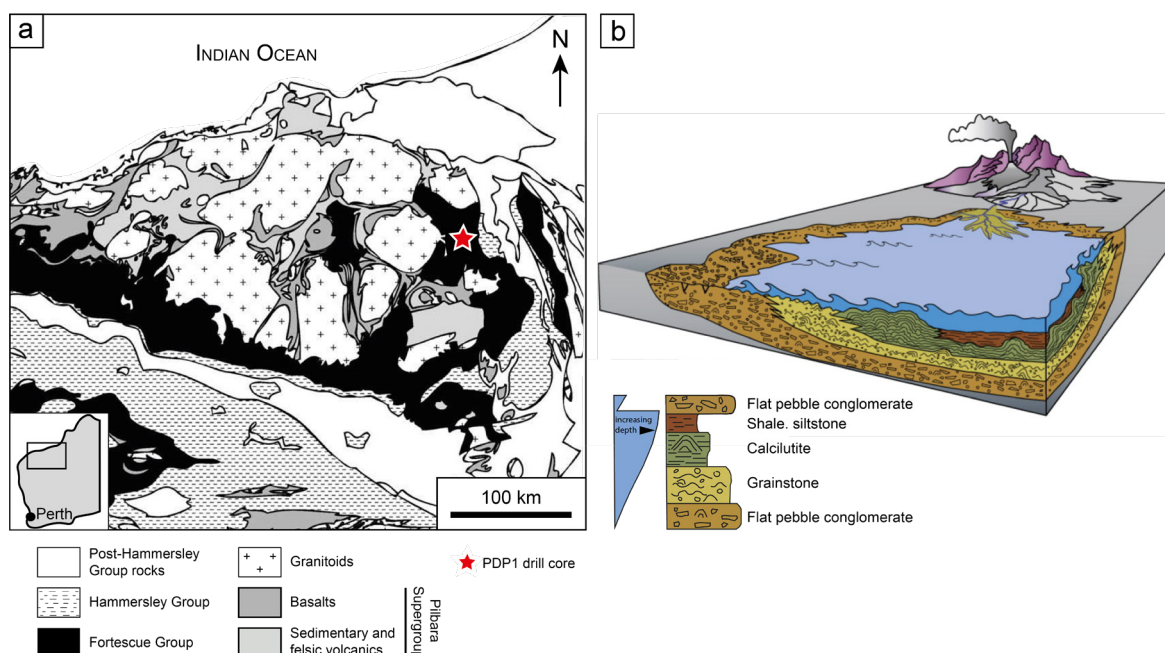 a
INDIAN OCEAN
N
Perth
100 km
Post-Hammersley
Group rocks
Hammersley Group
Fortescue Group
Granitoids
Basalts
Sedimentary and
felsic volcanics
Pilbara
Supergroup
PDP1 drill core
b
increasing
depth
Flat pebble conglomerate
Shale. siltstone
Calcilutite
Grainstone
Flat pebble conglomerate